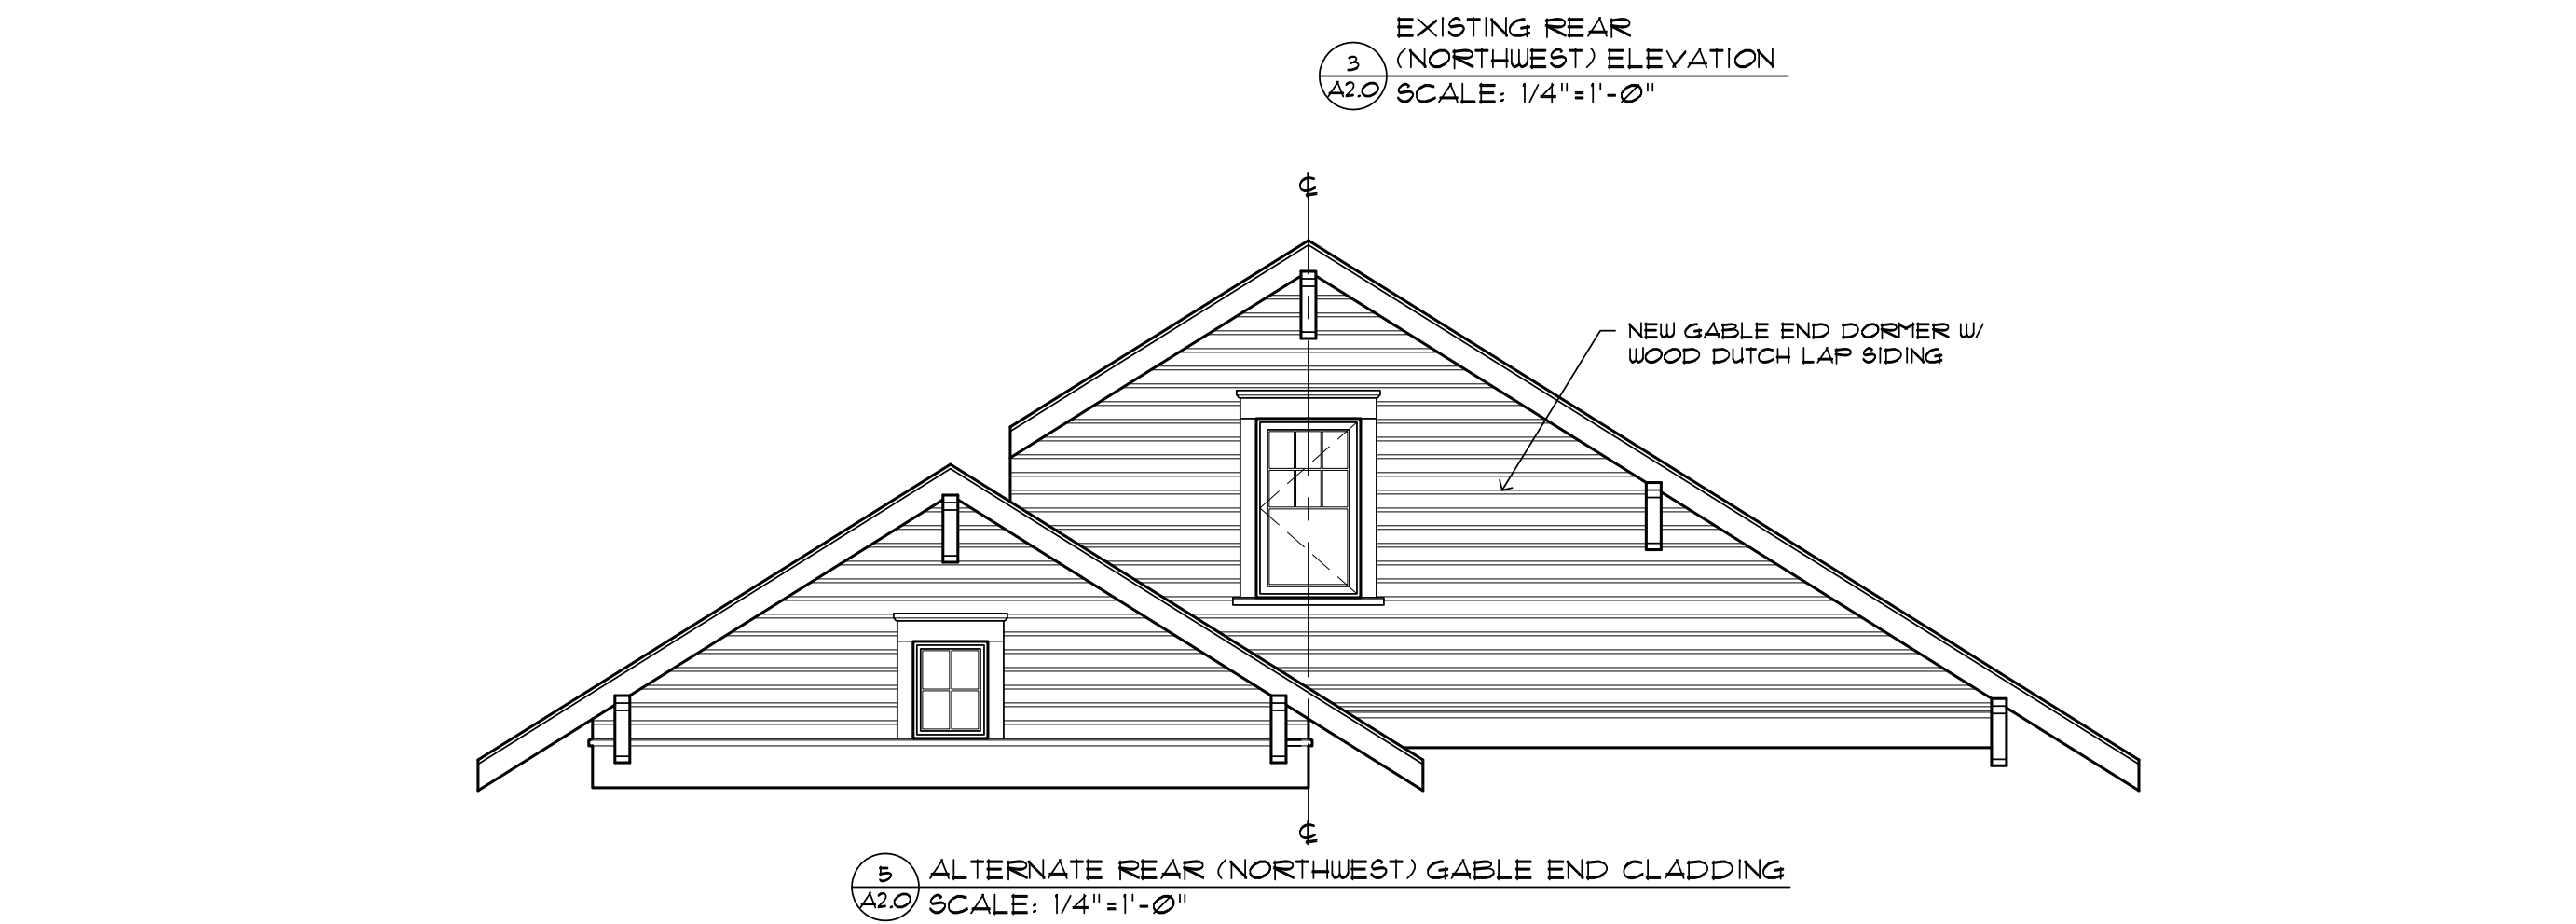 EXISTING REAR
(NORTHWEST) ELEVATION
3
A2.0
SCALE: 1/4"=1'-0"
℄
NEW GABLE END DORMER W/
WOOD DUTCH LAP SIDING
℄
5
A2.0
ALTERNATE REAR (NORTHWEST) GABLE END CLADDING
SCALE: 1/4"=1'-0"